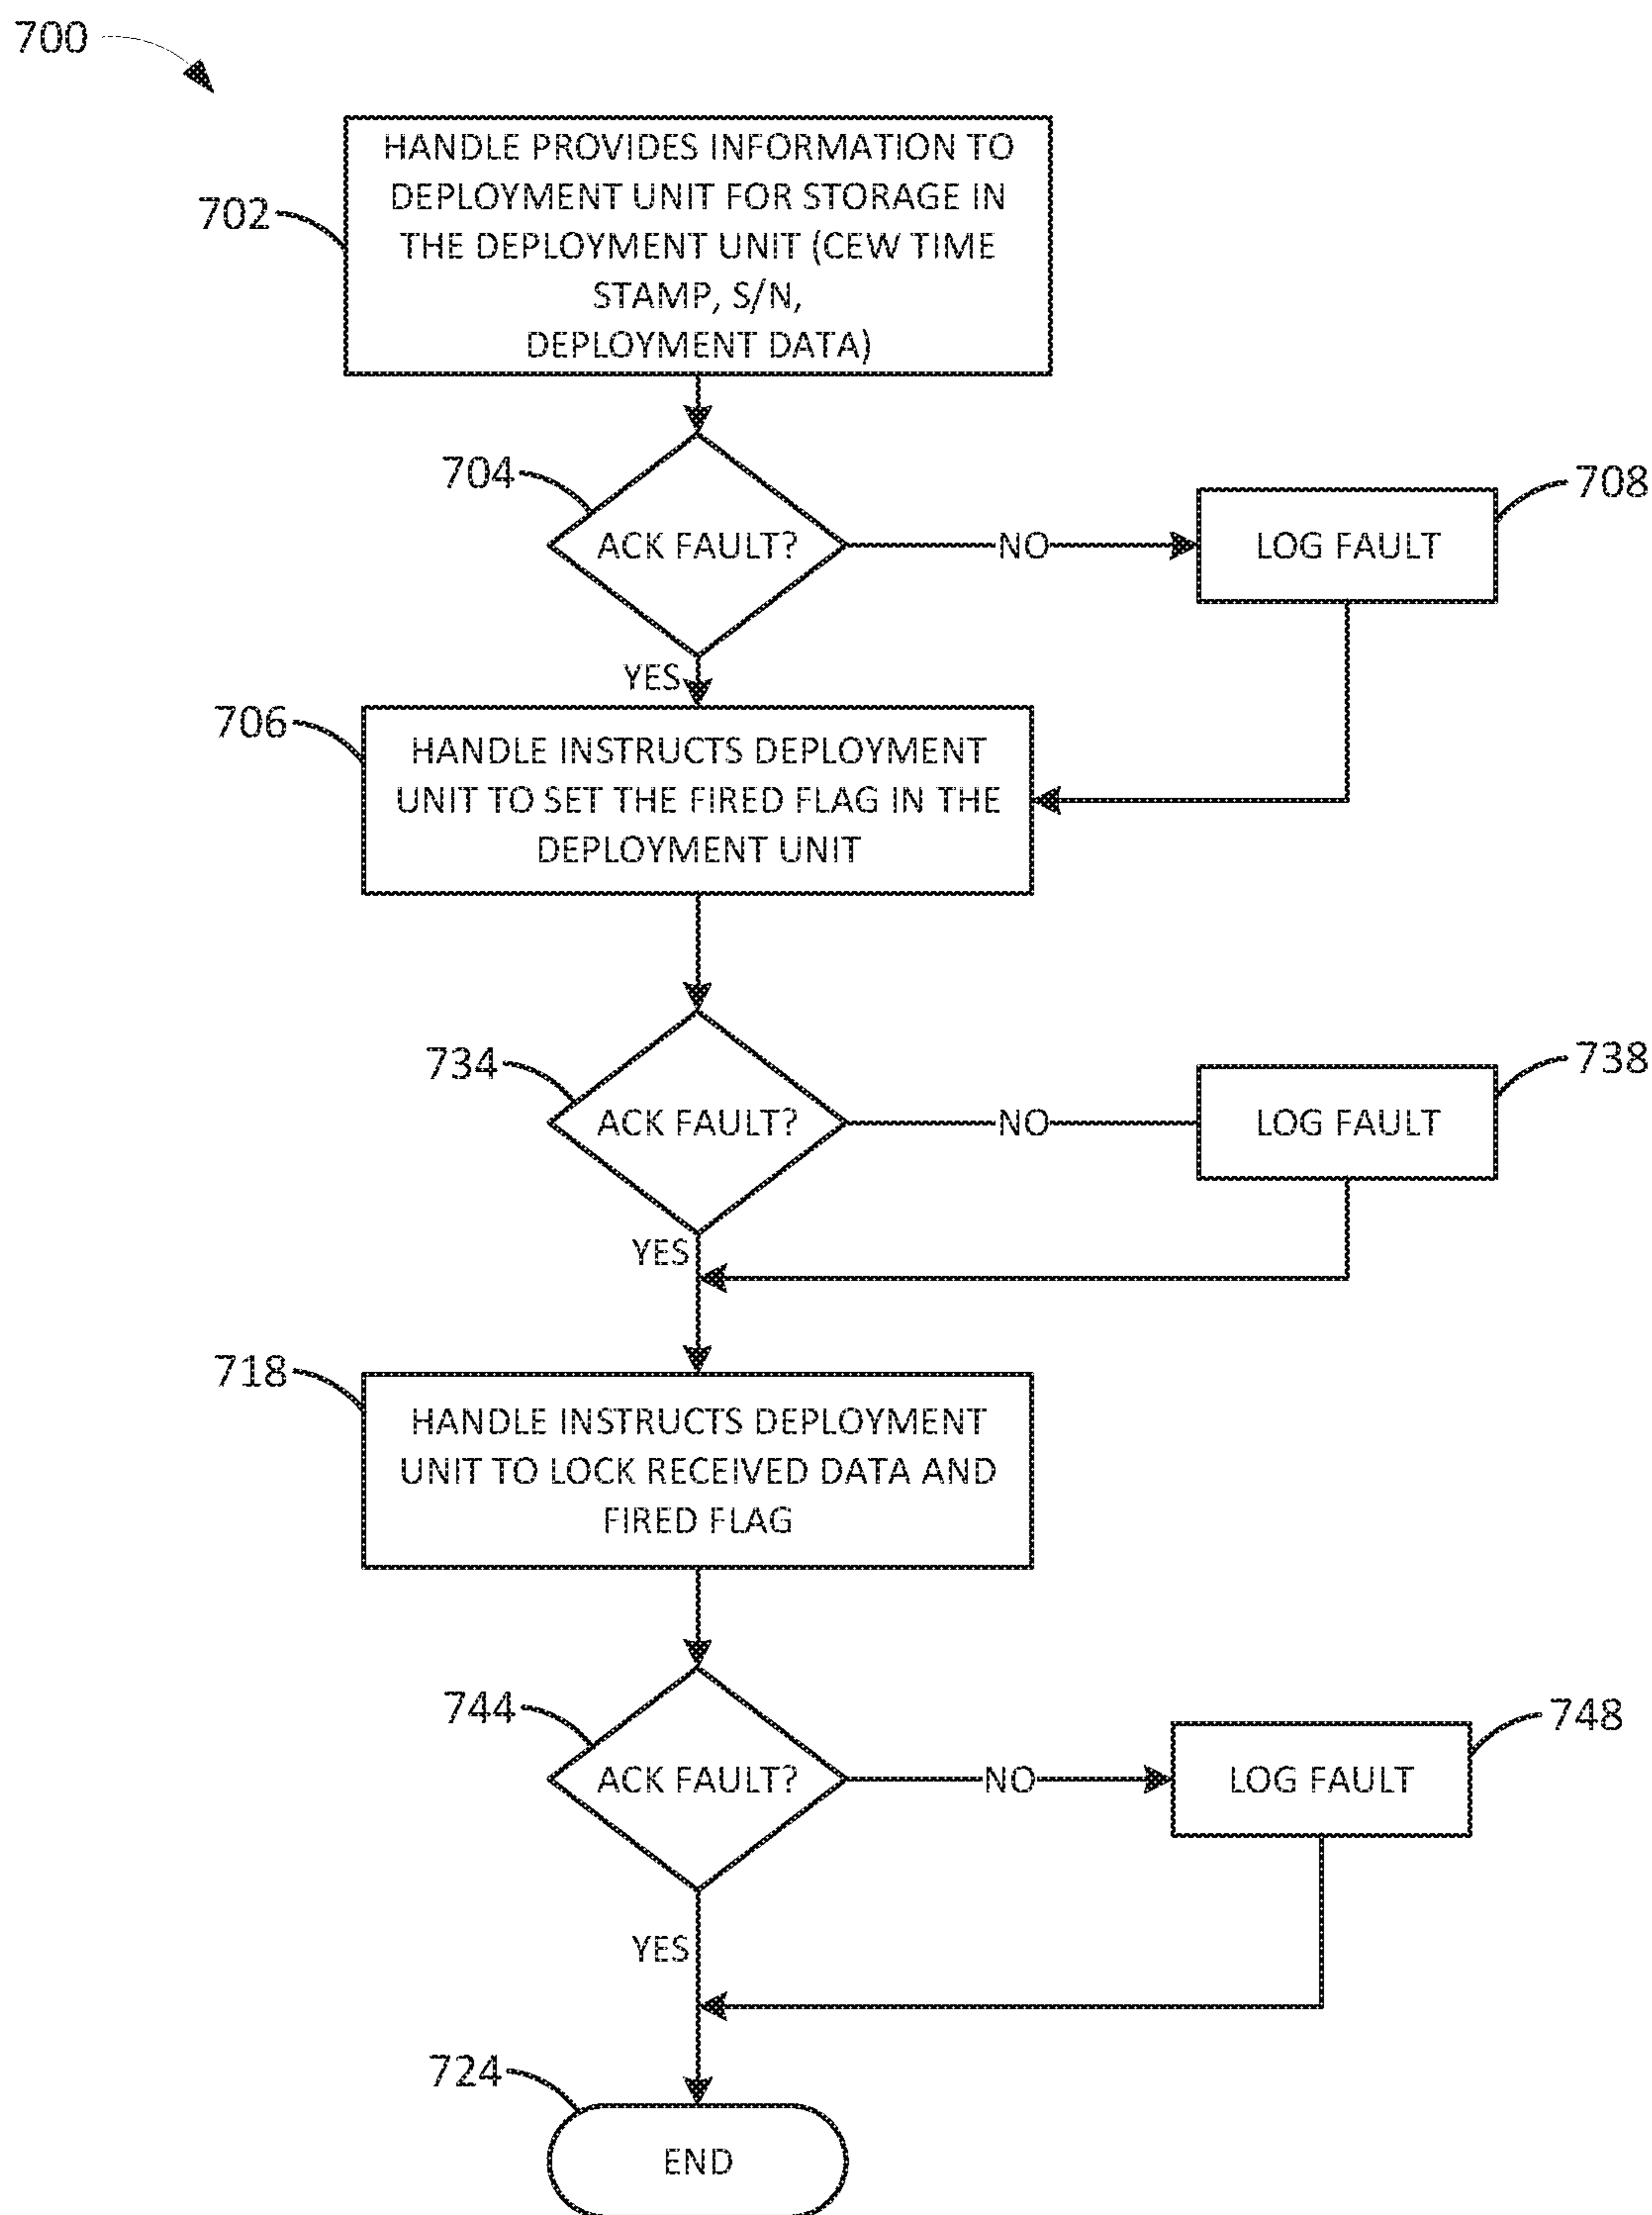 700
702
HANDLE PROVIDES INFORMATION TO
DEPLOYMENT UNIT FOR STORAGE IN
THE DEPLOYMENT UNIT (CEW TIME
STAMP, S/N,
DEPLOYMENT DATA)
704
ACK FAULT?
NO
LOG FAULT
708
YES
706
HANDLE INSTRUCTS DEPLOYMENT
UNIT TO SET THE FIRED FLAG IN THE
DEPLOYMENT UNIT
734
ACK FAULT?
NO
LOG FAULT
738
YES
718
HANDLE INSTRUCTS DEPLOYMENT
UNIT TO LOCK RECEIVED DATA AND
FIRED FLAG
744
ACK FAULT?
NO
LOG FAULT
748
YES
724
END